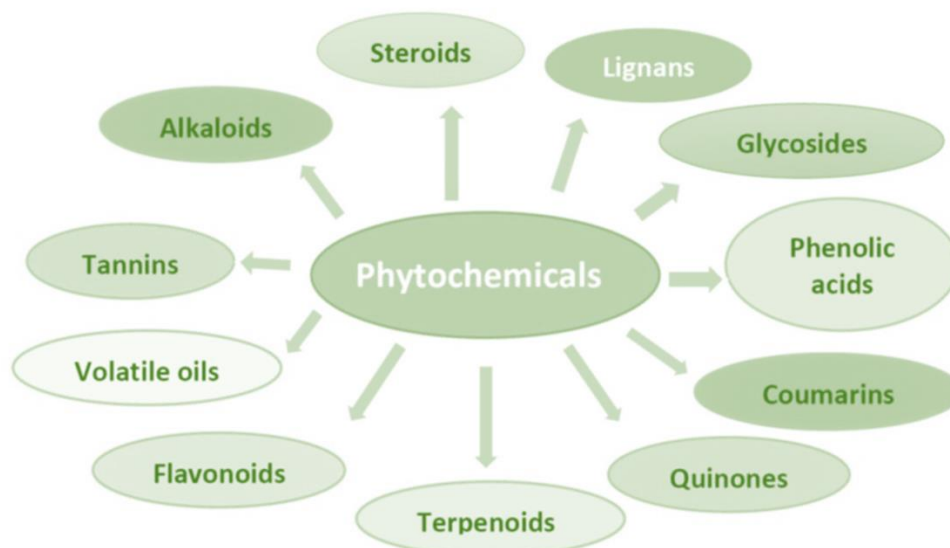 Steroids
Lignans
Alkaloids
Glycosides
Phytochemicals
Phenolic
acids
Tannins
Volatile oils
Coumarins
Flavonoids
Quinones
Terpenoids